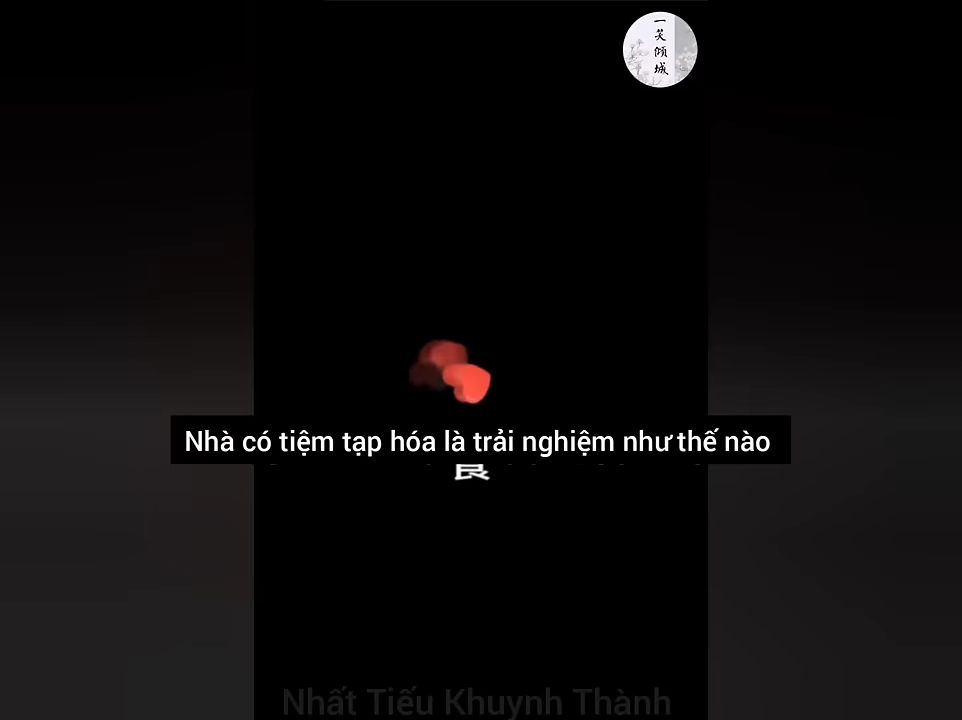 一
笑
倾
城
Nhà có tiệm tạp hóa là trải nghiệm như thế nào
Nhất Tiếu Khuynh Thành